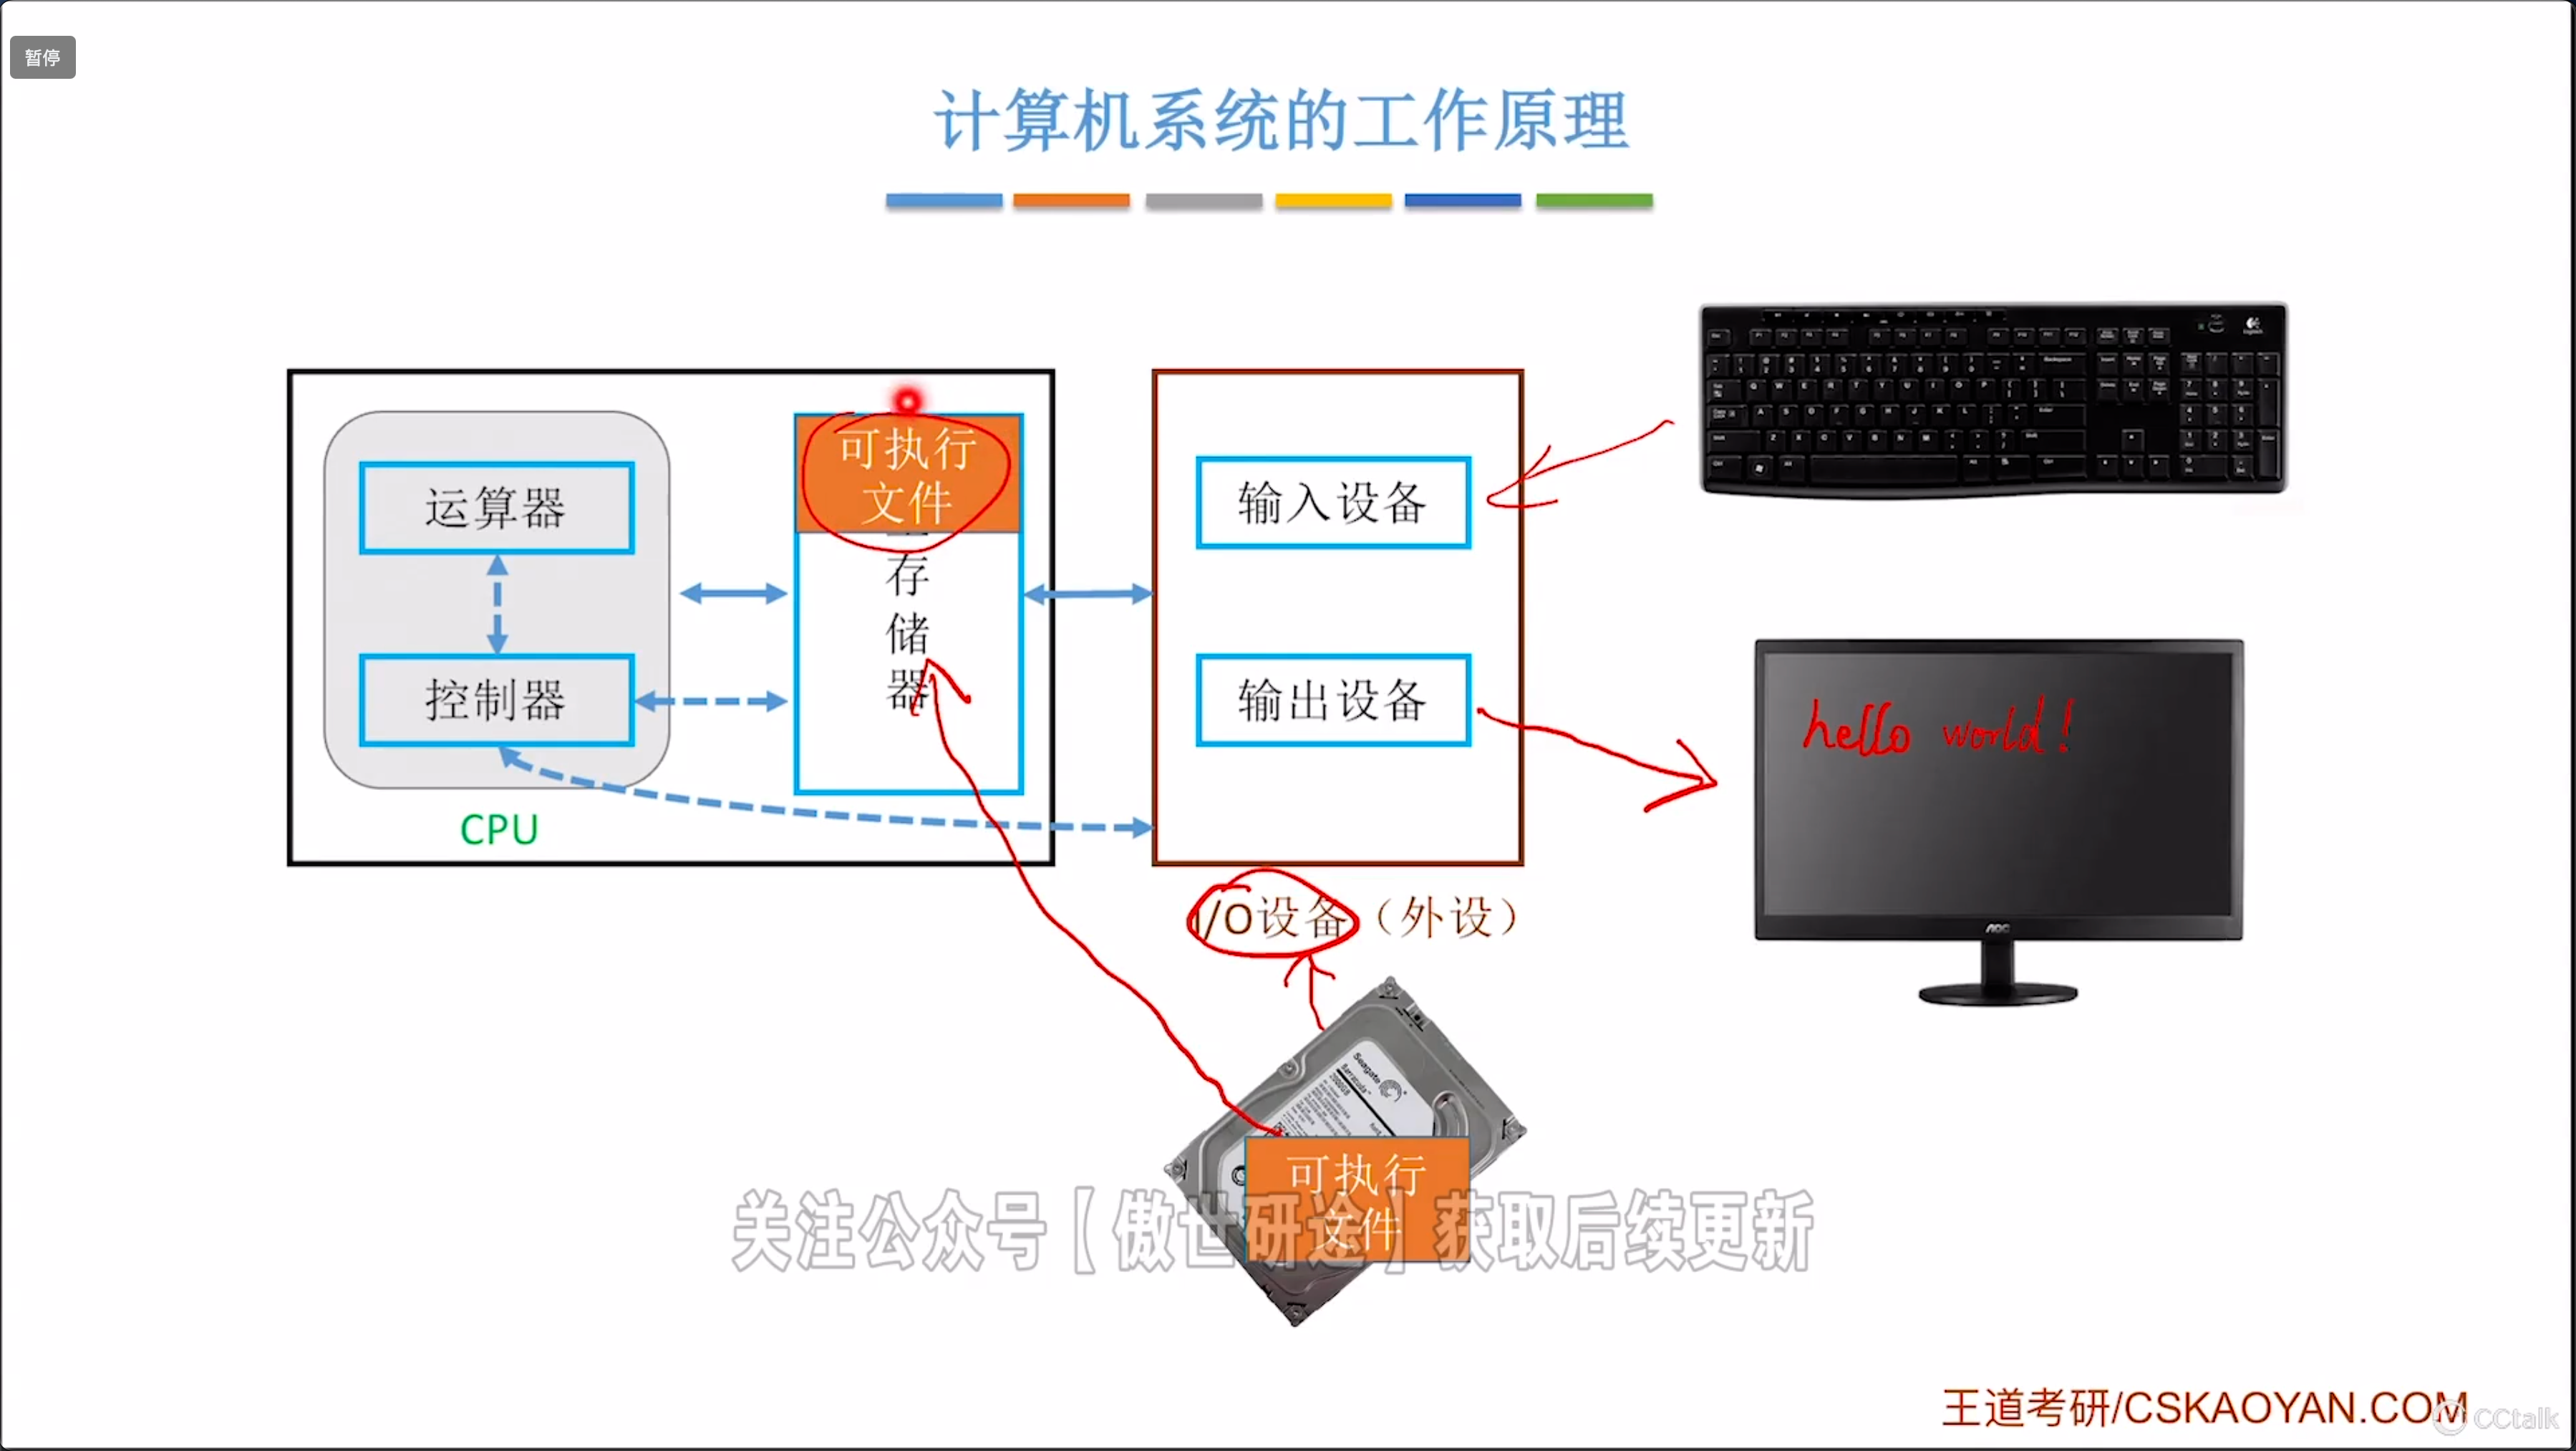 暂停
计算机系统的工作原理
运算器
控制器
CPU
可执行
文件
存
储
器
输入设备
输出设备
I/O设备（外设）
hello world!
AOC
Seagate
Barracuda
可执行
文件
关注公众号【傲世研途】获取后续更新
王道考研/CSKAOYAN.COM
CCtalk